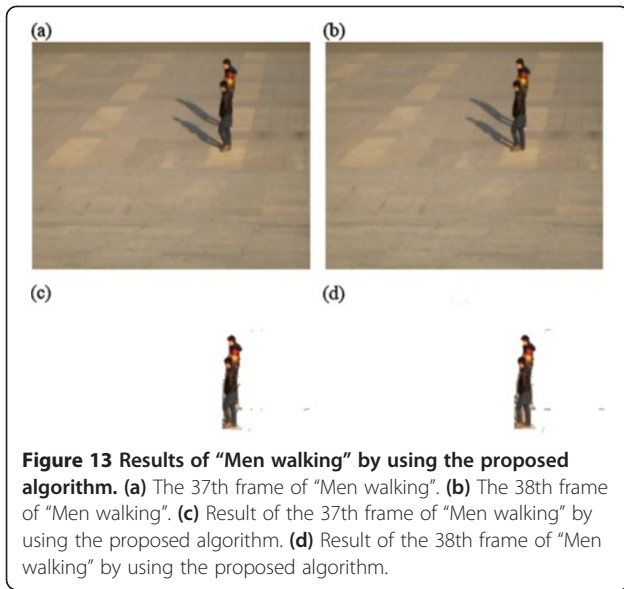 (a)
(b)
(c)
(d)
Figure 13 Results of “Men walking” by using the proposed
algorithm. (a) The 37th frame of “Men walking”. (b) The 38th frame
of “Men walking”. (c) Result of the 37th frame of “Men walking” by
using the proposed algorithm. (d) Result of the 38th frame of “Men
walking” by using the proposed algorithm.